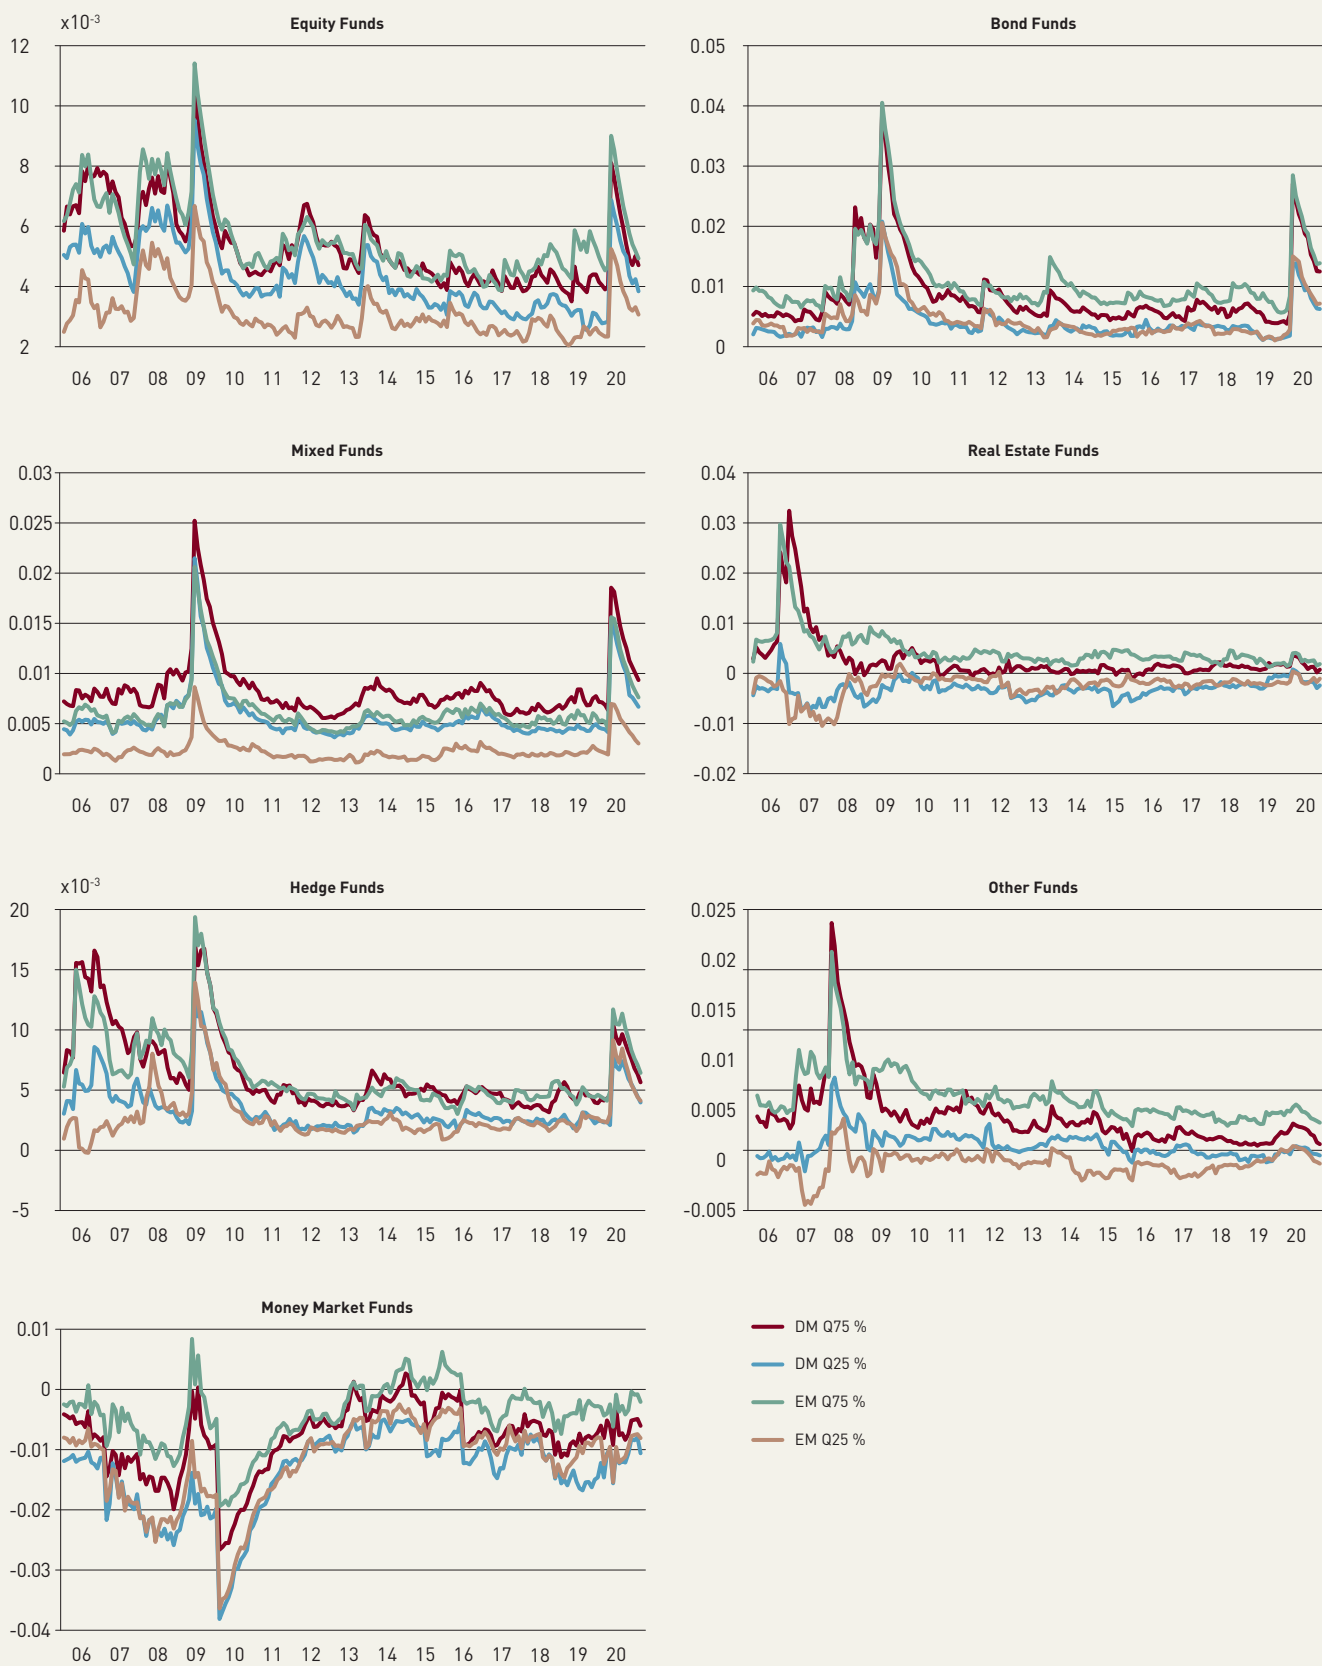 x10-3
Equity Funds
12
10
8
6
4
2
06 07 08 09 10 11 12 13 14 15 16 17 18 19 20
Bond Funds
0.05
0.04
0.03
0.02
0.01
0
06 07 08 09 10 11 12 13 14 15 16 17 18 19 20
Mixed Funds
0.03
0.025
0.02
0.015
0.01
0.005
0
06 07 08 09 10 11 12 13 14 15 16 17 18 19 20
Real Estate Funds
0.04
0.03
0.02
0.01
0
-0.01
-0.02
06 07 08 09 10 11 12 13 14 15 16 17 18 19 20
x10-3
Hedge Funds
20
15
10
5
0
-5
06 07 08 09 10 11 12 13 14 15 16 17 18 19 20
Other Funds
0.025
0.02
0.015
0.01
0.005
0
-0.005
06 07 08 09 10 11 12 13 14 15 16 17 18 19 20
Money Market Funds
0.01
0
-0.01
-0.02
-0.03
-0.04
06 07 08 09 10 11 12 13 14 15 16 17 18 19 20
DM Q75 %
DM Q25 %
EM Q75 %
EM Q25 %